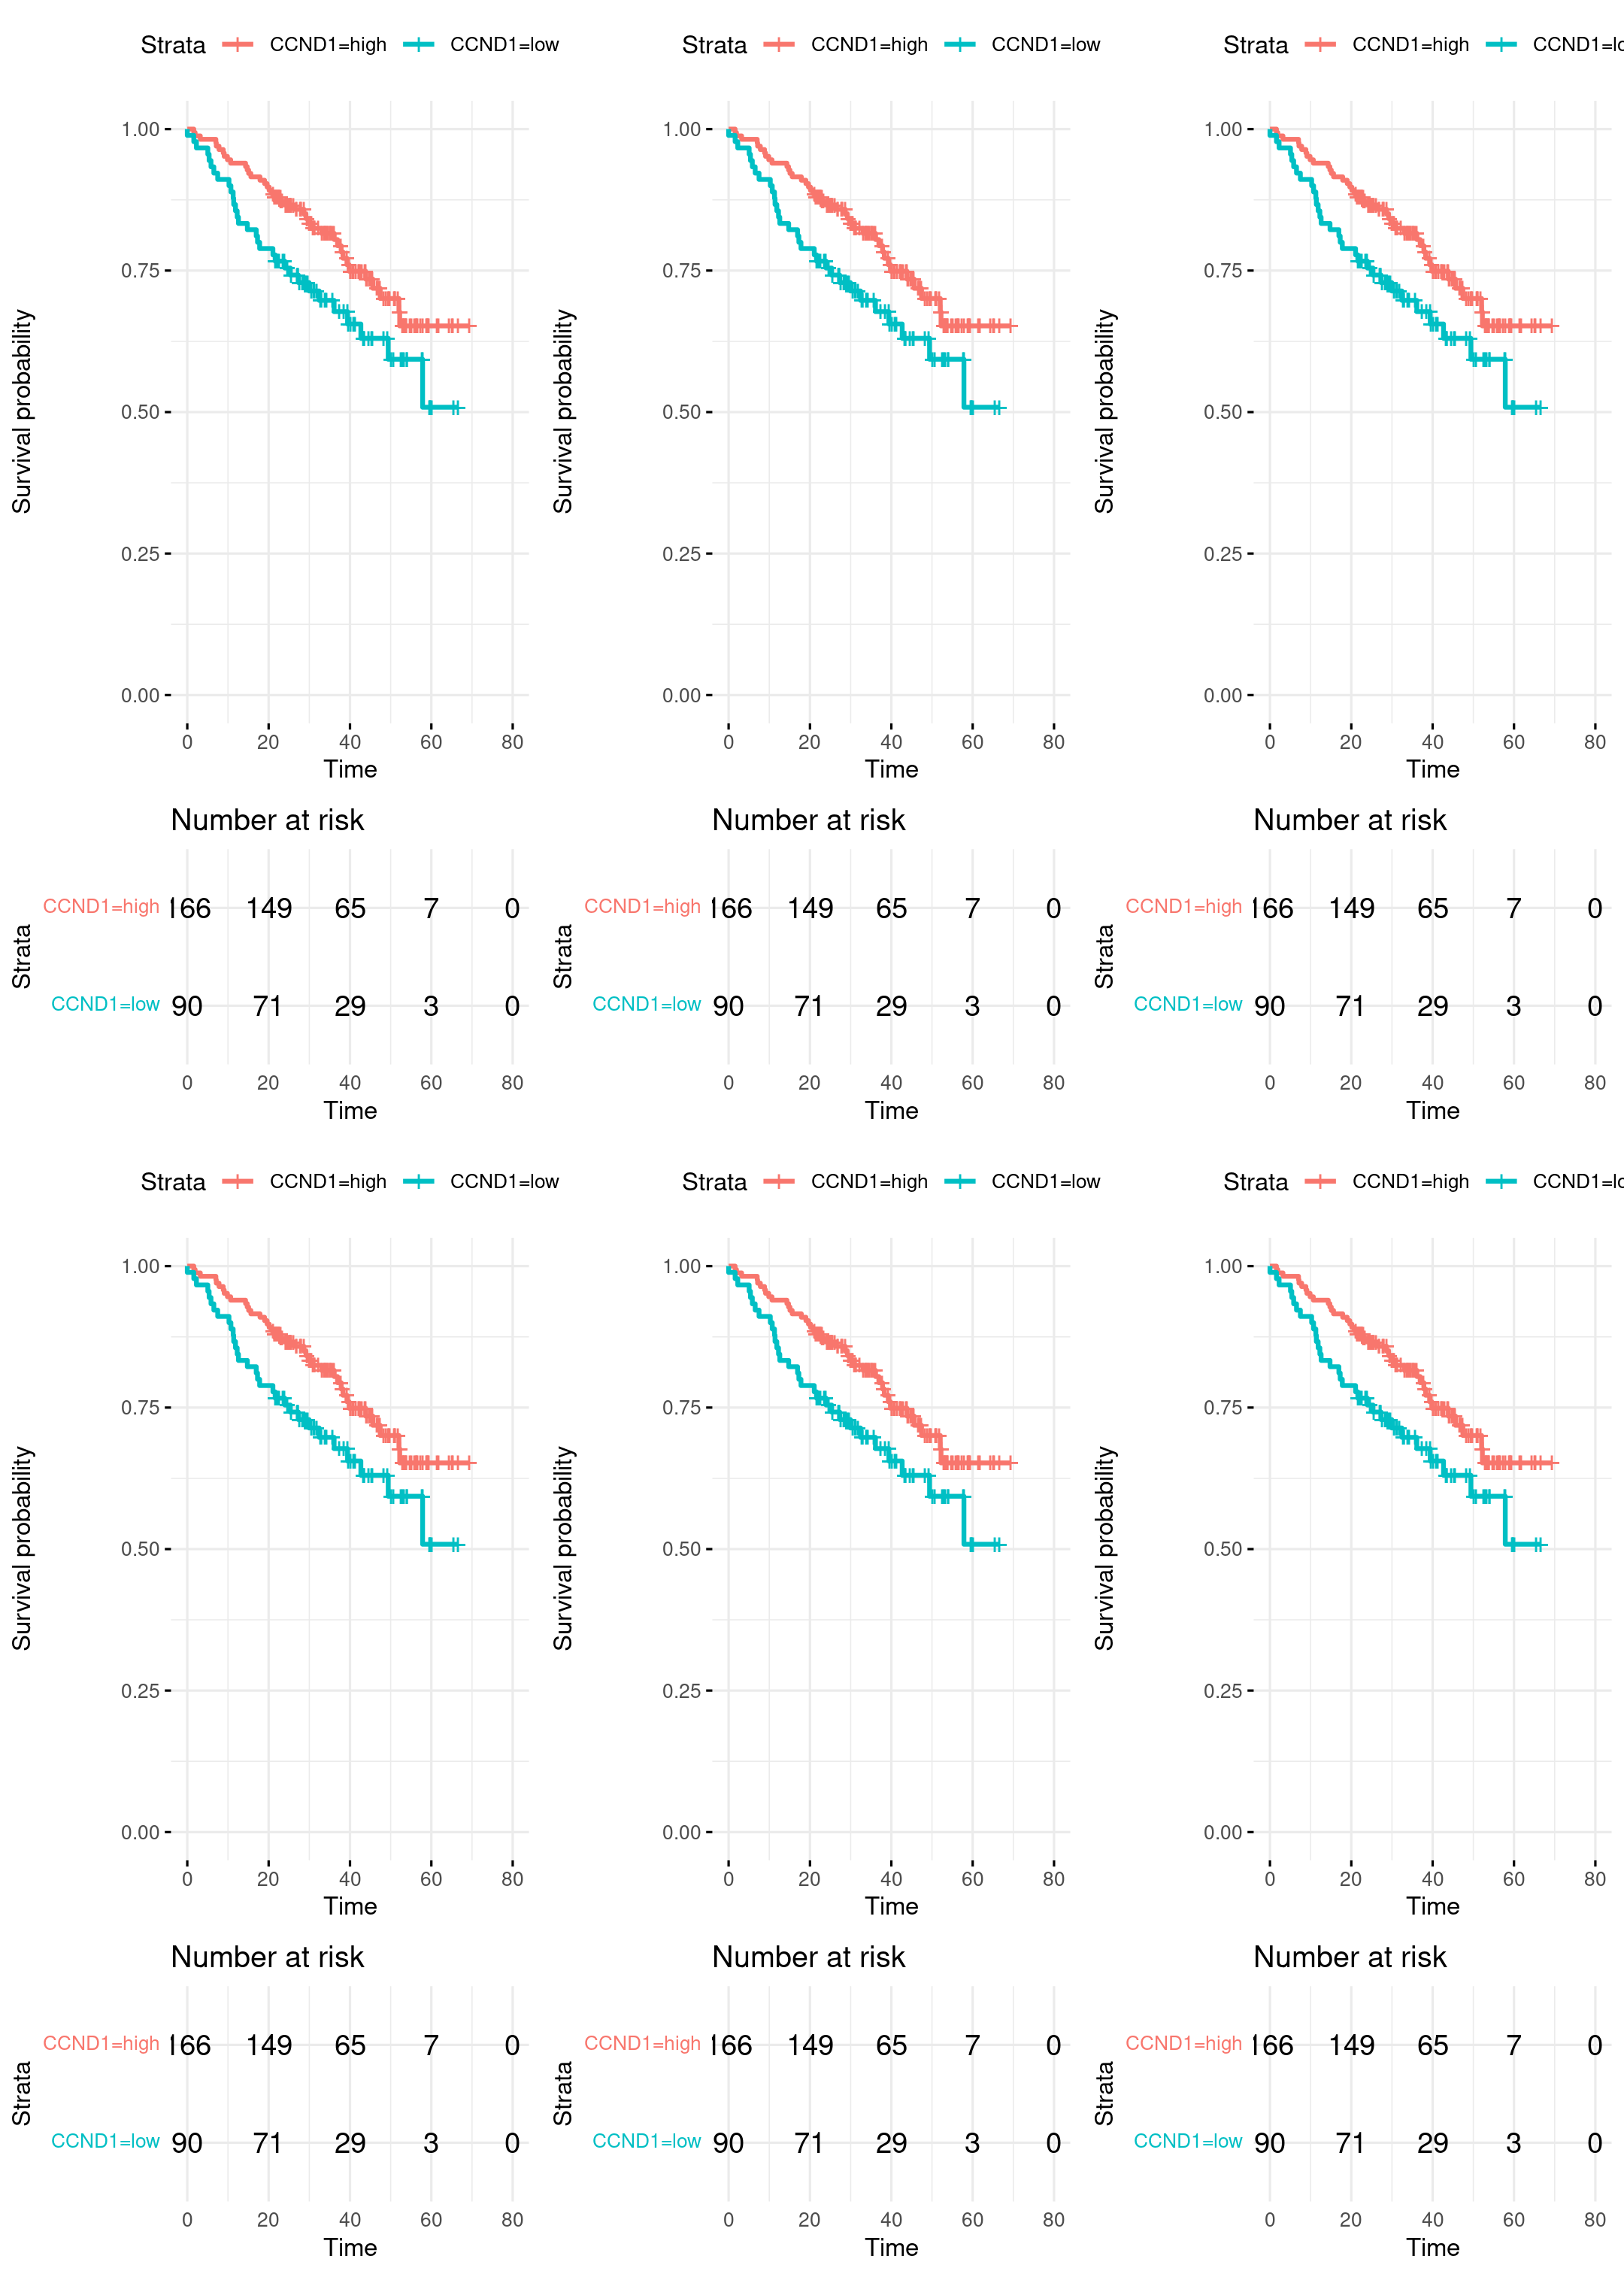 Strata CCND1=high CCND1=low Strata CCND1=high CCND1=low Strata CCND1=high CCND1=lo
1.00 1.00 1.00
0.75 0.75 0.75
Survival probability Survival probability Survival probability
0.50 0.50 0.50
0.25 0.25 0.25
0.00 0.00 0.00
0 20 40 60 80 0 20 40 60 80 0 20 40 60 80
Time Time Time
Number at risk Number at risk Number at risk
CCND1=high 166 149 65 7 0 CCND1=high 166 149 65 7 0 CCND1=high 166 149 65 7 0
Strata Strata Strata
CCND1=low 90 71 29 3 0 CCND1=low 90 71 29 3 0 CCND1=low 90 71 29 3 0
0 20 40 60 80 0 20 40 60 80 0 20 40 60 80
Time Time Time
Strata CCND1=high CCND1=low Strata CCND1=high CCND1=low Strata CCND1=high CCND1=lo
1.00 1.00 1.00
0.75 0.75 0.75
Survival probability Survival probability Survival probability
0.50 0.50 0.50
0.25 0.25 0.25
0.00 0.00 0.00
0 20 40 60 80 0 20 40 60 80 0 20 40 60 80
Time Time Time
Number at risk Number at risk Number at risk
CCND1=high 166 149 65 7 0 CCND1=high 166 149 65 7 0 CCND1=high 166 149 65 7 0
Strata Strata Strata
CCND1=low 90 71 29 3 0 CCND1=low 90 71 29 3 0 CCND1=low 90 71 29 3 0
0 20 40 60 80 0 20 40 60 80 0 20 40 60 80
Time Time Time